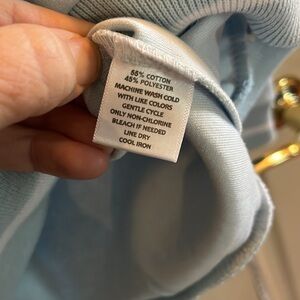 55% COTTON
45% POLYESTER
MACHINE WASH COLD
WITH LIKE COLORS
GENTLE CYCLE
ONLY NON-CHLORINE
BLEACH IF NEEDED
LINE DRY
COOL IRON